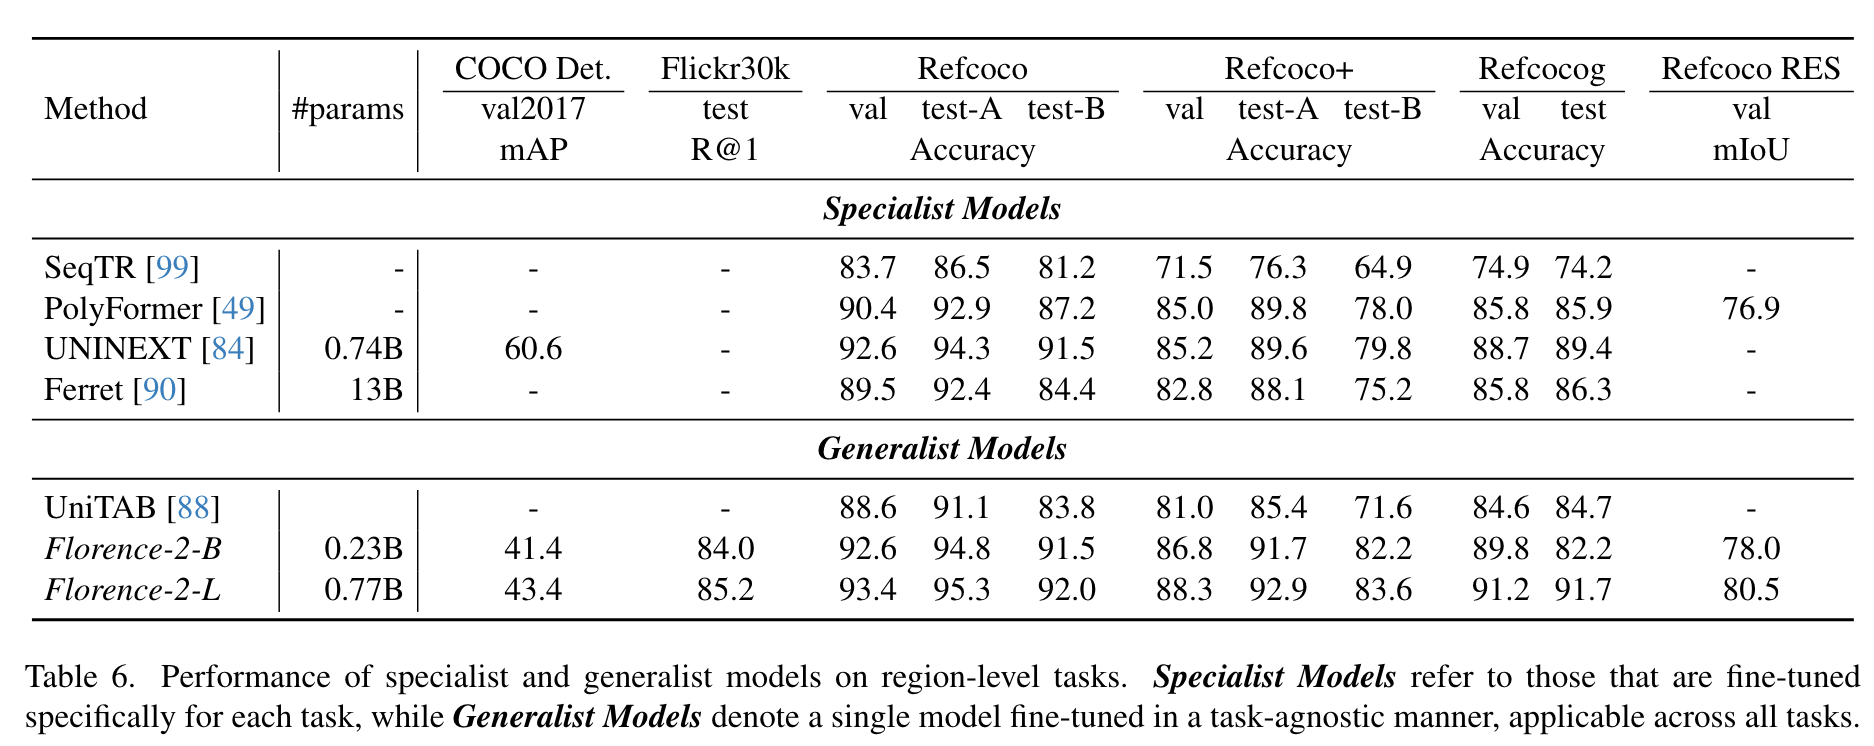 COCO Det. Flickr30k Refcoco Refcoco+ Refcocog Refcoco RES
Method #params val2017 test val test-A test-B val test-A test-B val test val
mAP R@1 Accuracy Accuracy Accuracy mIoU
Specialist Models
SeqTR [99] - - - 83.7 86.5 81.2 71.5 76.3 64.9 74.9 74.2 -
PolyFormer [49] - - - 90.4 92.9 87.2 85.0 89.8 78.0 85.8 85.9 76.9
UNINEXT [84] 0.74B 60.6 - 92.6 94.3 91.5 85.2 89.6 79.8 88.7 89.4 -
Ferret [90] 13B - - 89.5 92.4 84.4 82.8 88.1 75.2 85.8 86.3 -
Generalist Models
UniTAB [88] - - 88.6 91.1 83.8 81.0 85.4 71.6 84.6 84.7 -
Florence-2-B 0.23B 41.4 84.0 92.6 94.8 91.5 86.8 91.7 82.2 89.8 82.2 78.0
Florence-2-L 0.77B 43.4 85.2 93.4 95.3 92.0 88.3 92.9 83.6 91.2 91.7 80.5
Table 6. Performance of specialist and generalist models on region-level tasks. Specialist Models refer to those that are fine-tuned
specifically for each task, while Generalist Models denote a single model fine-tuned in a task-agnostic manner, applicable across all tasks.